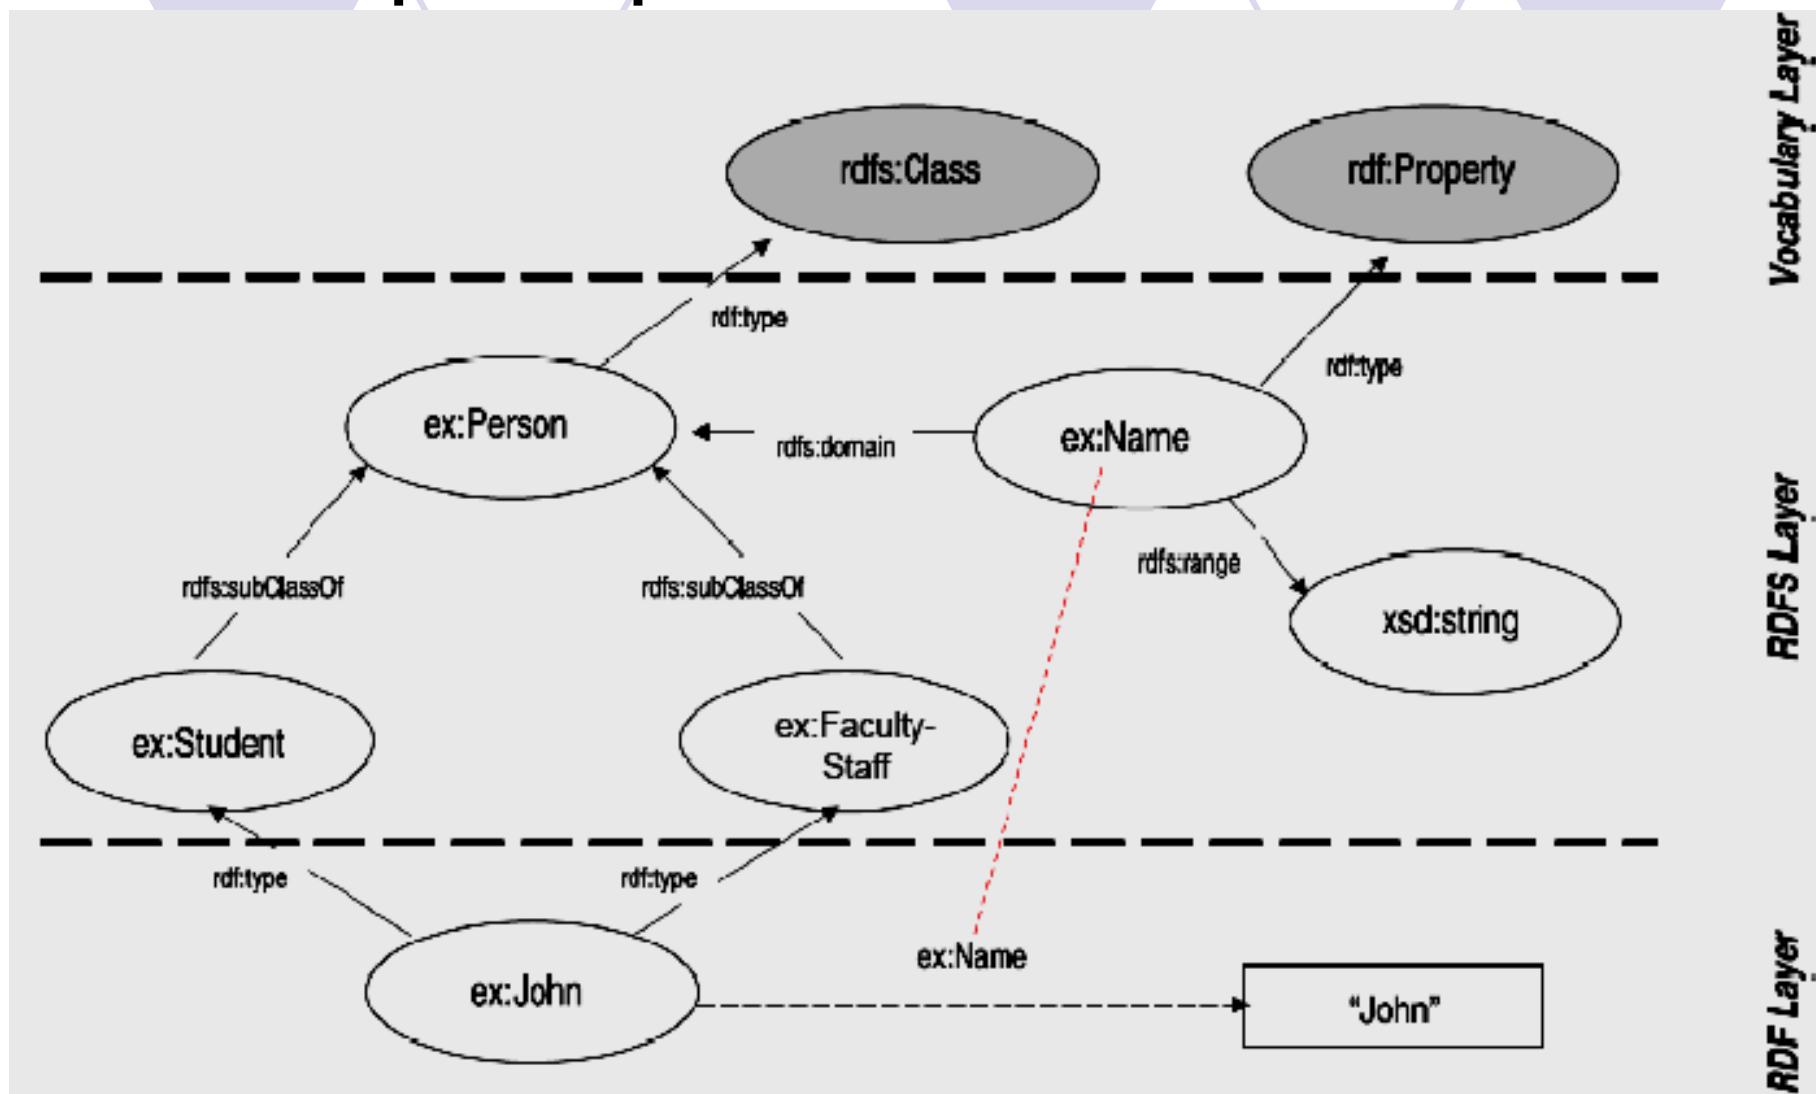 Vocabulary Layer
rdfs:Class
rdf:Property
rdf:type
rdf:type
ex:Person
rdfs:domain
ex:Name
RDFS Layer
rdfs:subClassOf
rdfs:subClassOf
rdfs:range
xsd:string
ex:Student
ex:Faculty-
Staff
rdf:type
rdf:type
ex:Name
ex:John
“John”
RDF Layer